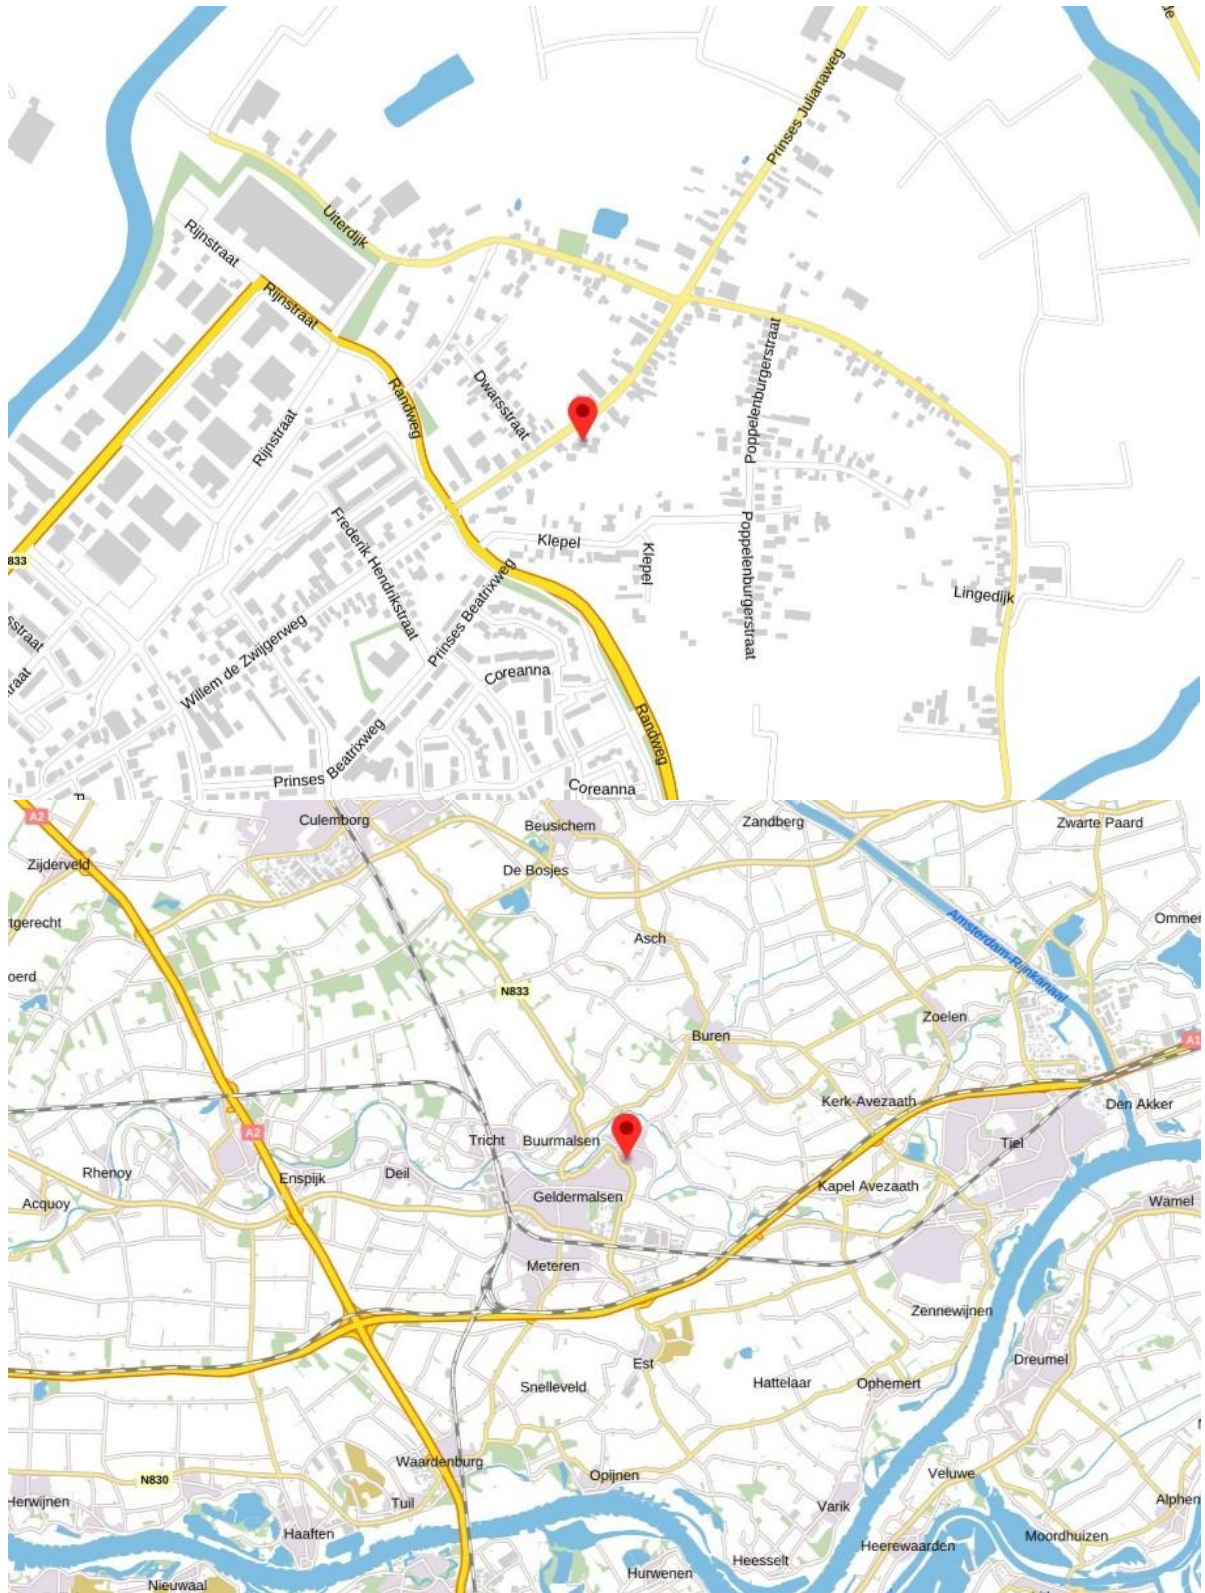 Prinses Julianaweg
Uiterdijk
Rijnstraat
Rijnstraat
Randweg
Dwarsstraat
Poppelenburgerstraat
Rijnstraat
N833
Frederik Hendrikstraat
Klepel
Klepel
Poppelenburgerstraat
Lingedijk
Prinses Beatrixweg
Willem de Zwijgerweg
Coreanna
Randweg
Prinses Beatrixweg
Coreanna
A2
Culemborg
Beusichem
Zandberg
Zwarte Paard
Zijderveld
De Bosjes
Asch
Amsterdam-Rijnkanaal
N833
Zoelen
Buren
Kerk-Avezaath
Den Akker
A2
Tricht
Buurmalsen
Tiel
Rhenoy
Enspijk
Deil
Kapel Avezaath
Acquoy
Geldermalsen
Wamel
Meteren
Zennewijnen
Est
Dreumel
Snelleveld
Hattelaar
Ophemert
Waardenburg
N830
Opijnen
Veluwe
Herwijnen
Tuil
Varik
Haaften
Moordhuizen
Heerewaarden
Heesselt
Hurwenen
Nieuwaal